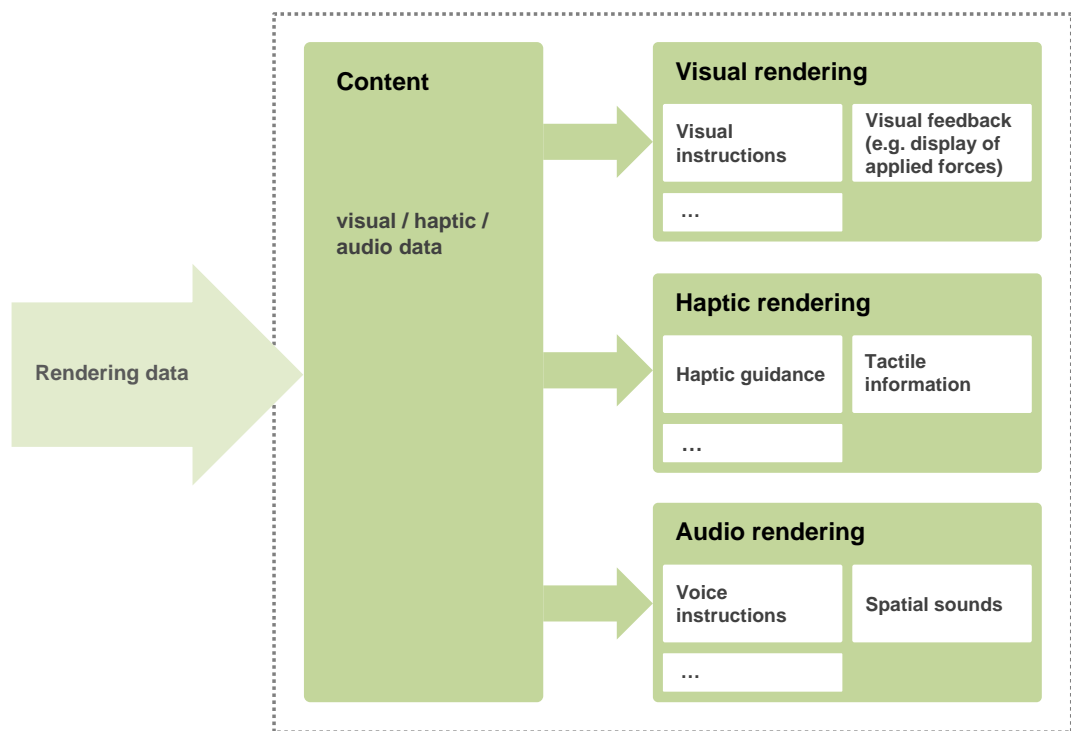 Rendering data
Content
visual / haptic /
audio data
Visual rendering
Visual
instructions
Visual feedback
(e.g. display of
applied forces)
…
Haptic rendering
Haptic guidance
Tactile
information
…
Audio rendering
Voice
instructions
Spatial sounds
…